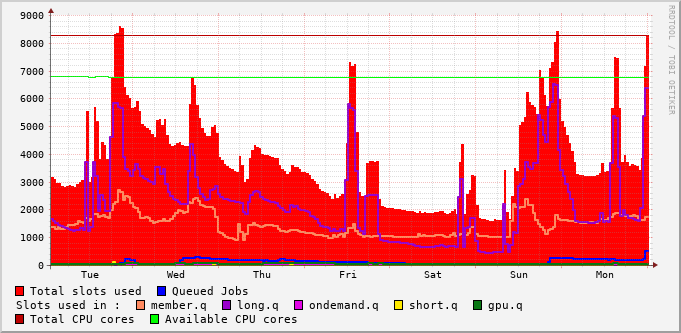 RRDTOOL / TOBI OETIKER
9000
8000
7000
6000
5000
4000
3000
2000
1000
0
Tue Wed Thu Fri Sat Sun Mon
Total slots used Queued Jobs
Slots used in : member.q long.q ondemand.q short.q gpu.q
Total CPU cores Available CPU cores